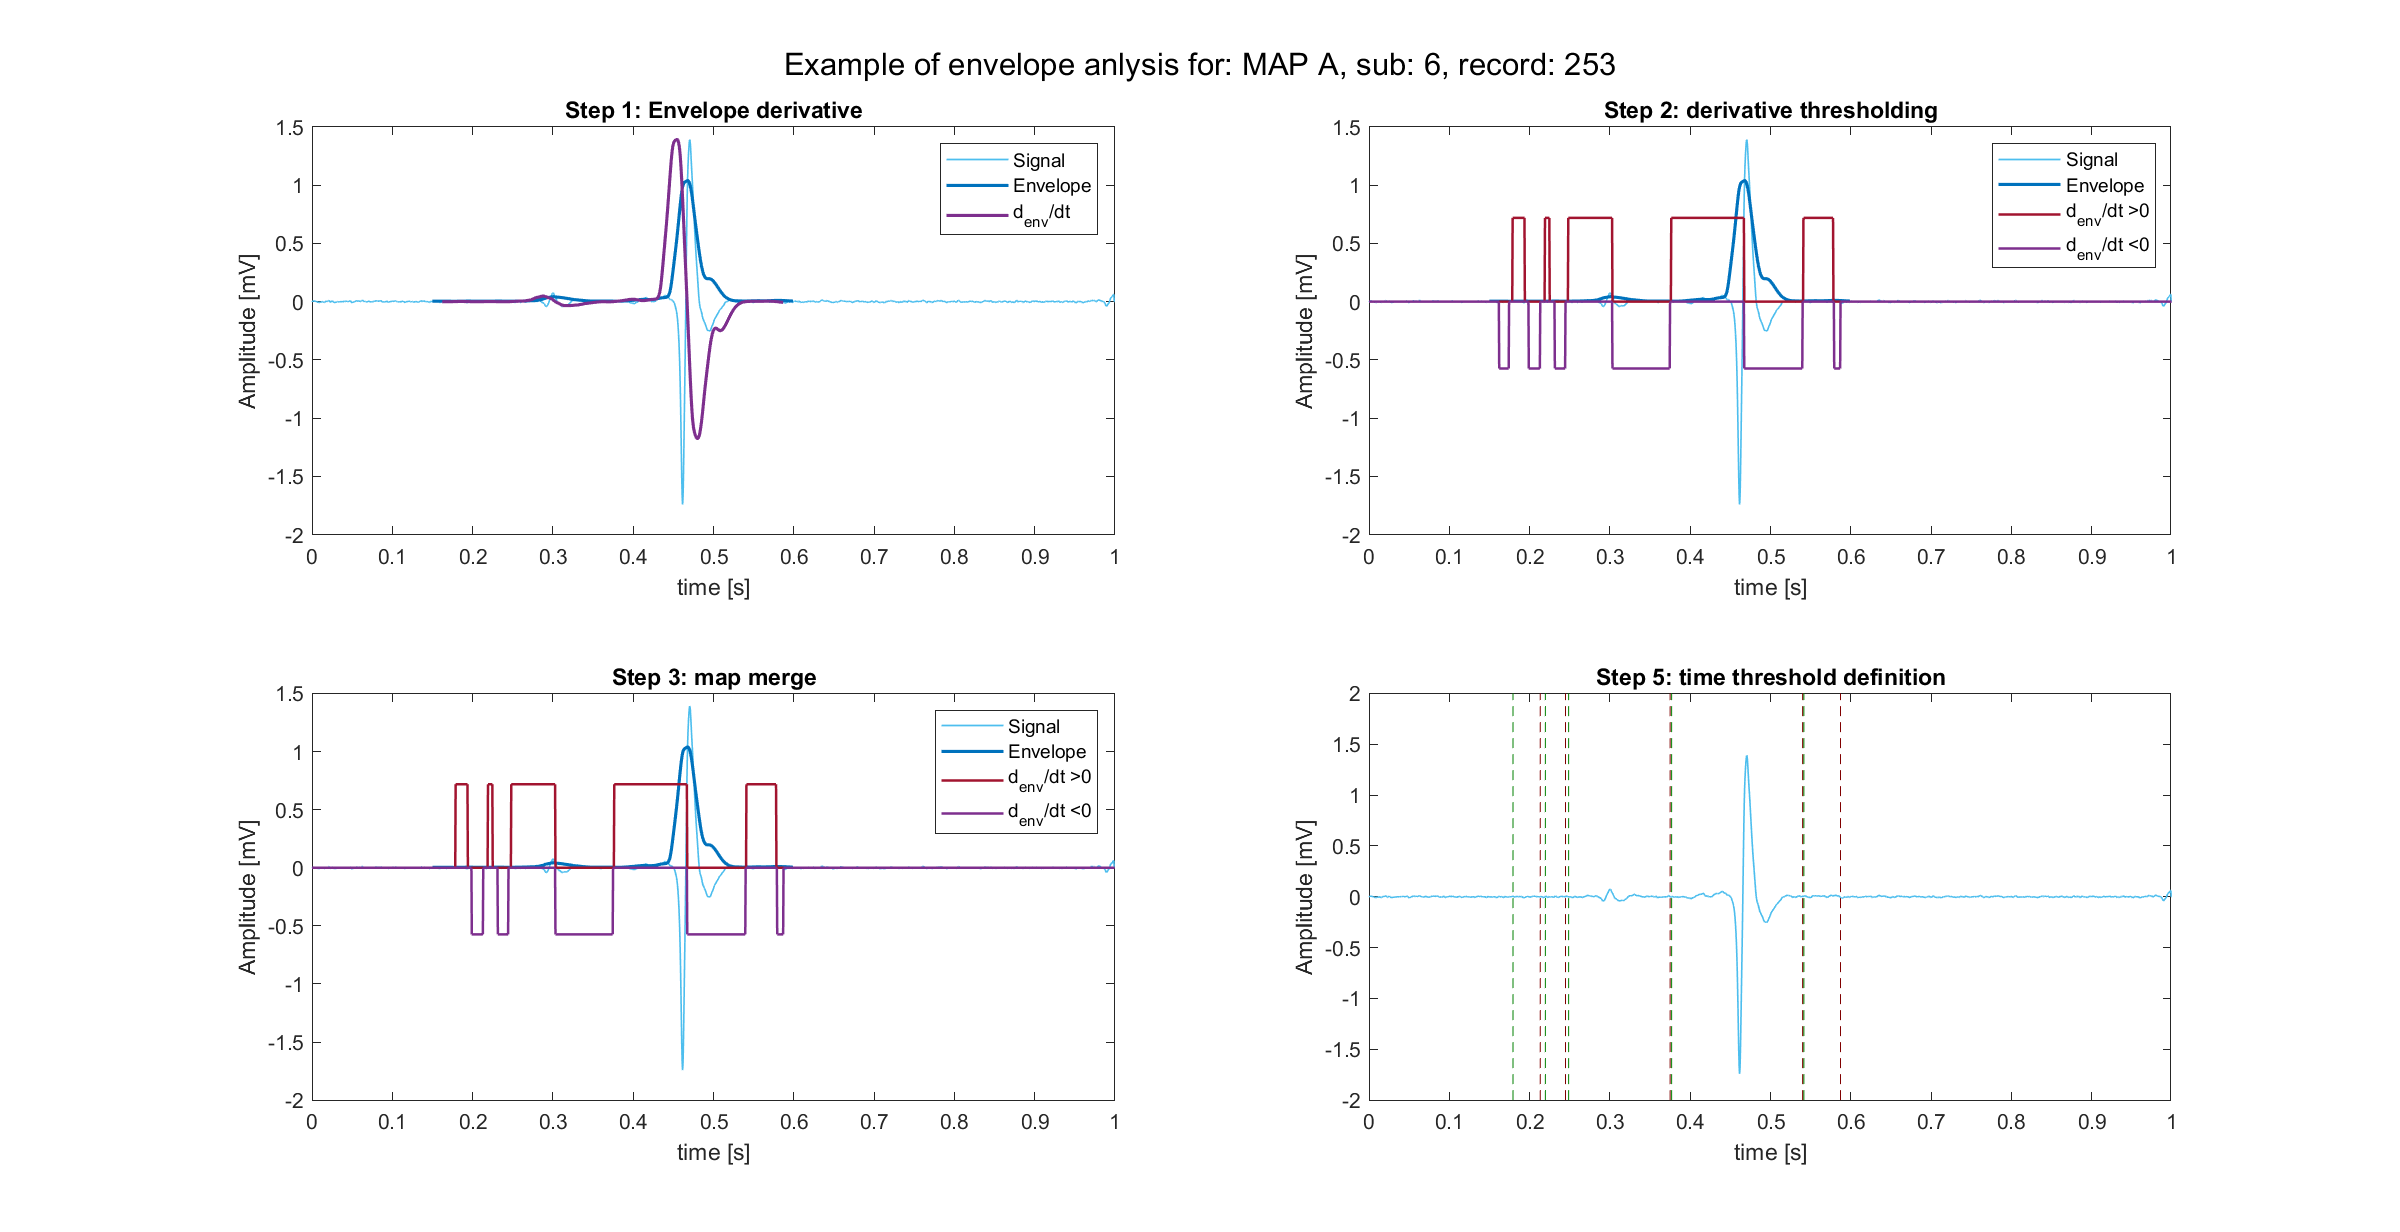 Example of envelope anlysis for: MAP A, sub: 6, record: 253
Step 1: Envelope derivative
1.5
1
0.5
0
-0.5
-1
-1.5
-2
Amplitude [mV]
0 0.1 0.2 0.3 0.4 0.5 0.6 0.7 0.8 0.9 1
time [s]
Signal
Envelope
d_env/dt
Step 2: derivative thresholding
1.5
1
0.5
0
-0.5
-1
-1.5
-2
Amplitude [mV]
0 0.1 0.2 0.3 0.4 0.5 0.6 0.7 0.8 0.9 1
time [s]
Signal
Envelope
d_env/dt >0
d_env/dt <0
Step 3: map merge
1.5
1
0.5
0
-0.5
-1
-1.5
-2
Amplitude [mV]
0 0.1 0.2 0.3 0.4 0.5 0.6 0.7 0.8 0.9 1
time [s]
Signal
Envelope
d_env/dt >0
d_env/dt <0
Step 5: time threshold definition
2
1.5
1
0.5
0
-0.5
-1
-1.5
-2
Amplitude [mV]
0 0.1 0.2 0.3 0.4 0.5 0.6 0.7 0.8 0.9 1
time [s]